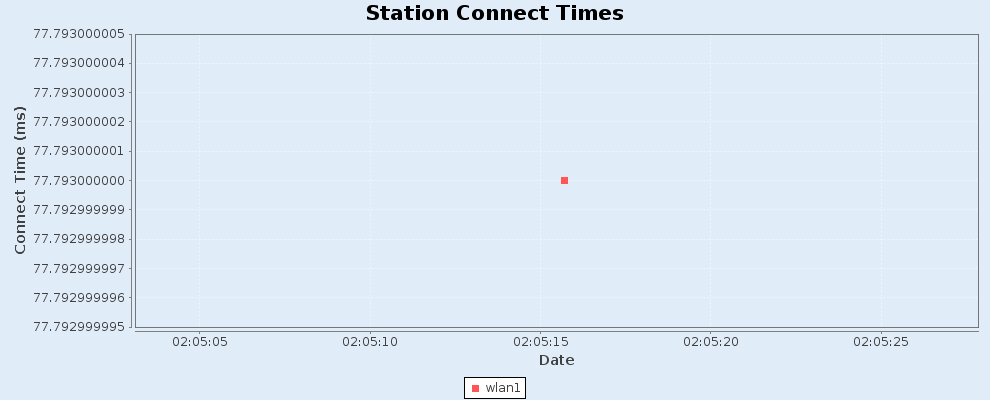 Station Connect Times
77.793000005
77.793000004
77.793000003
77.793000002
77.793000001
77.793000000
77.792999999
77.792999998
77.792999997
77.792999996
77.792999995
Connect Time (ms)
02:05:05 02:05:10 02:05:15 02:05:20 02:05:25
Date
wlan1